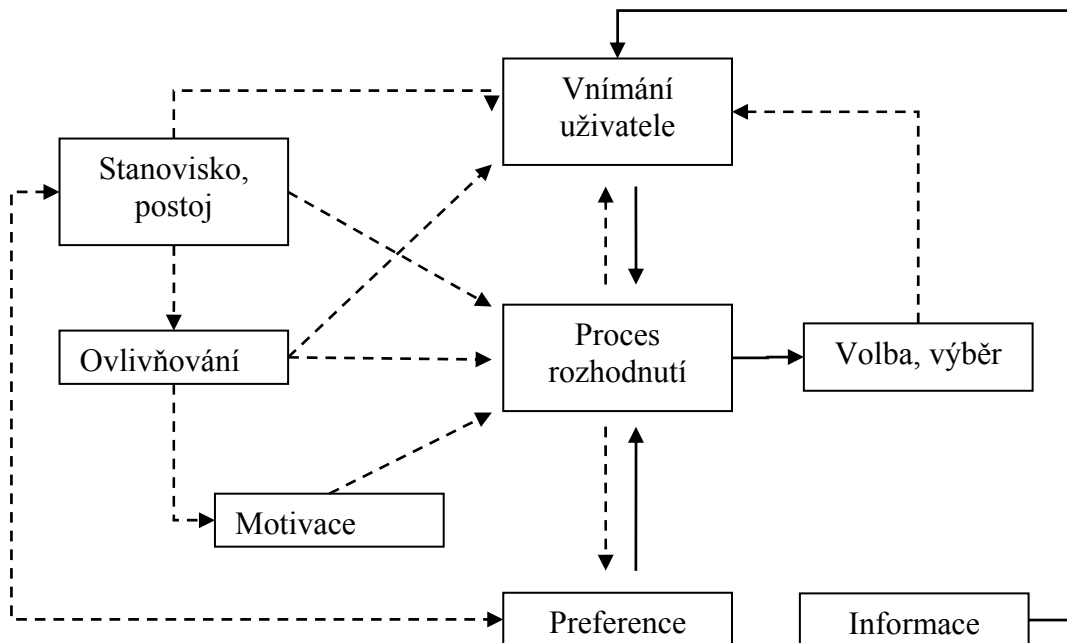 Vnímání
uživatele
Stanovisko,
postoj
Ovlivňování
Proces
rozhodnutí
Volba, výběr
Motivace
Preference
Informace